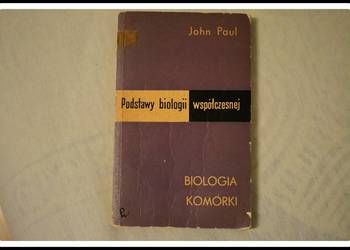 John Paul
Podstawy biologii współczesnej
BIOLOGIA
KOMÓRKI